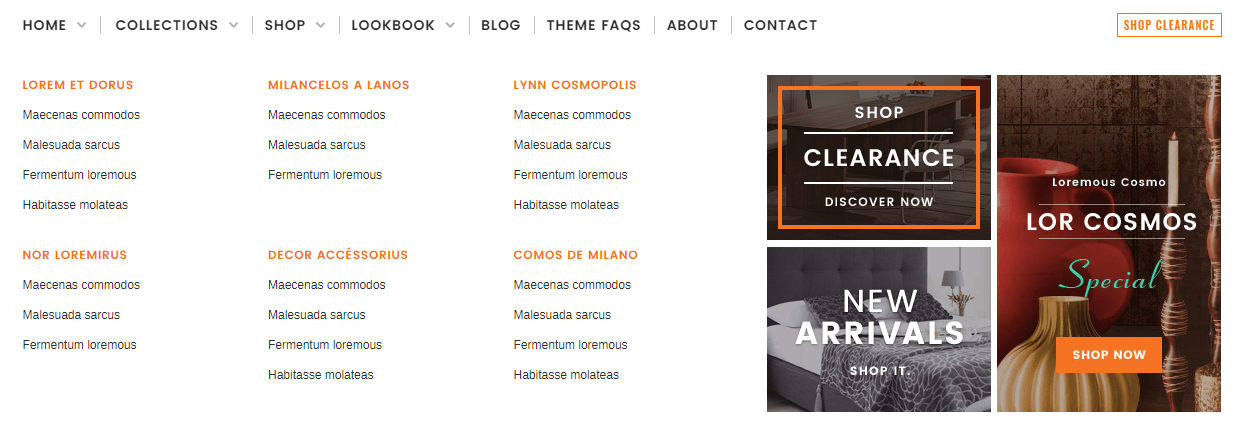 HOME COLLECTIONS SHOP LOOKBOOK BLOG THEME FAQS ABOUT CONTACT SHOP CLEARANCE
LOREM ET DORUS
Maecenas commodos
Malesuada sarcus
Fermentum loremous
Habitasse molateas
MILANCELOS A LANOS
Maecenas commodos
Malesuada sarcus
Fermentum loremous
LYNN COSMOPOLIS
Maecenas commodos
Malesuada sarcus
Fermentum loremous
Habitasse molateas
NOR LOREMIRUS
Maecenas commodos
Malesuada sarcus
Fermentum loremous
DECOR ACCÉSSORIUS
Maecenas commodos
Malesuada sarcus
Fermentum loremous
Habitasse molateas
COMOS DE MILANO
Maecenas commodos
Malesuada sarcus
Fermentum loremous
Habitasse molateas
SHOP
CLEARANCE
DISCOVER NOW
NEW
ARRIVALS
SHOP IT.
Loremous Cosmo
LOR COSMOS
Special
SHOP NOW